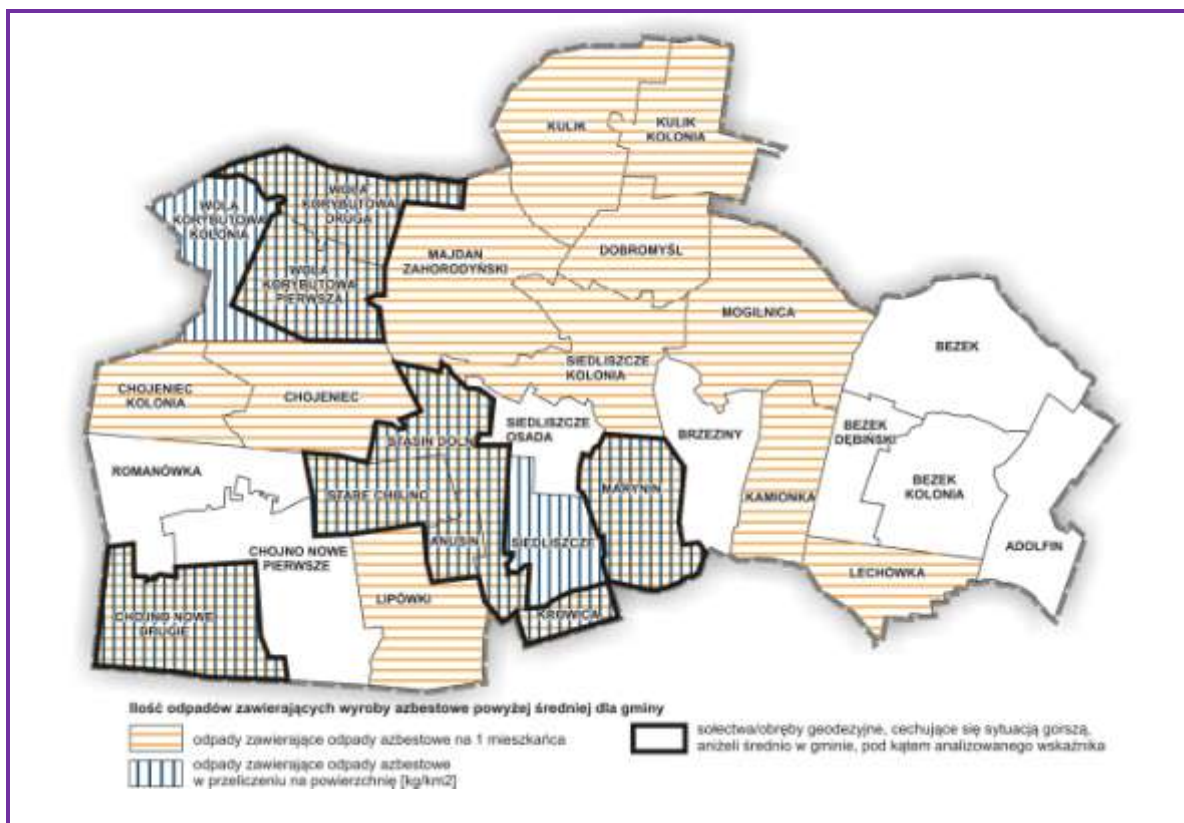 KULIK
KULIK
KOLONIA
WOLA
KORYBUTOWA
DRUGA
WOLA
KORYBUTOWA
KOLONIA
DOBROMYŚL
MAJDAN
ZAHORODYŃSKI
WOLA
KORYBUTOWA
PIERWSZA
MOGILNICA
BEZEK
SIEDLISZCZE
KOLONIA
CHOJENIEC
KOLONIA
CHOJENIEC
SIEDLISZCZE
OSADA
BRZEZINY
BEZEK
DĘBIŃSKI
STASIN DOLN
ROMANÓWKA
BEZEK
KOLONIA
STARE CHOJNO
MARYNIN
KAMIONKA
ANUSIN
SIEDLISZCZE
ADOLFIN
CHOJNO NOWE
PIERWSZE
LECHÓWKA
LIPÓWKI
KROWICA
CHOJNO NOWE
DRUGIE
Ilość odpadów zawierających wyroby azbestowe powyżej średniej dla gminy
odpady zawierające odpady azbestowe na 1 mieszkańca
odpady zawierające odpady azbestowe
w przeliczeniu na powierzchnię [kg/km2]
sołectwa/obręby geodezyjne, cechujące się sytuacją gorszą,
aniżeli średnio w gminie, pod kątem analizowanego wskaźnika